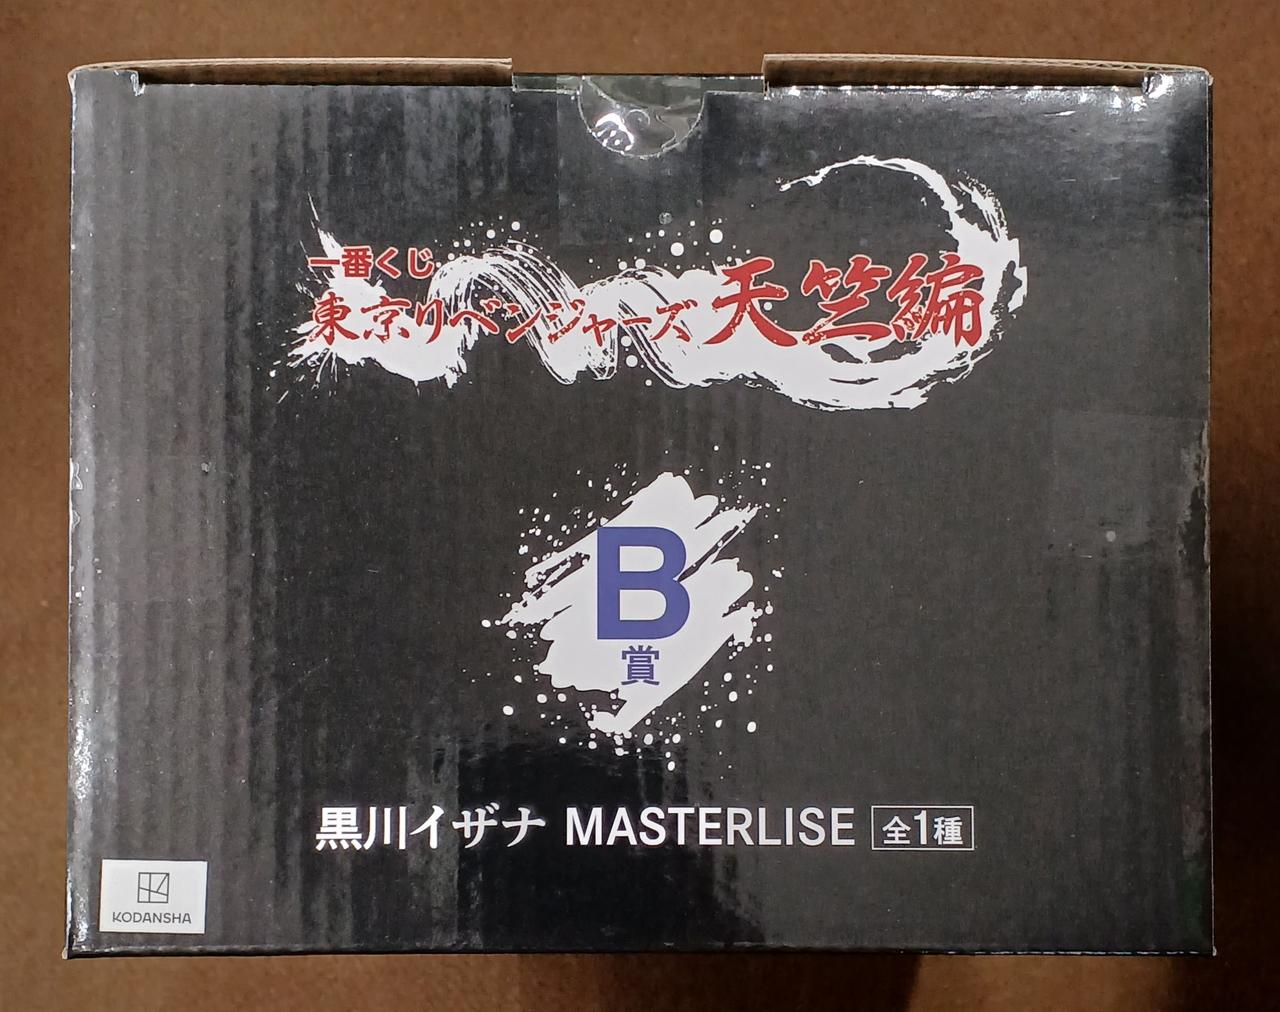 一番くじ
東京リベンジャーズ 天竺編
B
賞
黒川イザナ MASTERLISE 全1種
KODANSHA